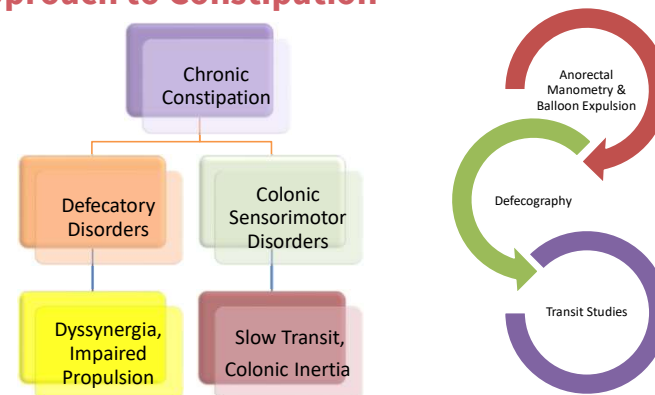 to Constipation
Chronic
Constipation
Defecatory
Disorders
Colonic
Sensorimotor
Disorders
Dyssynergia,
Impaired
Propulsion
Slow Transit,
Colonic Inertia
Anorectal
Manometry &
Balloon Expulsion
Defecography
Transit Studies